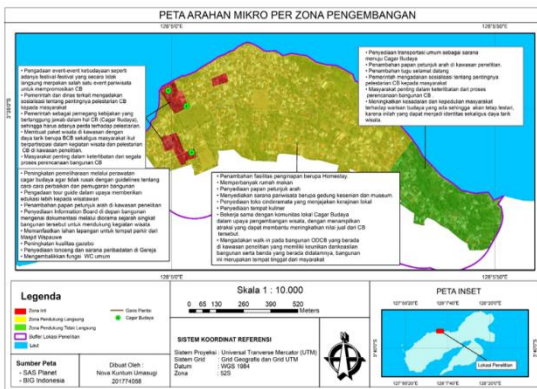 PETA ARAHAN MIKRO PER ZONA PENGEMBANGAN
128°5'0"E
128°5'50"E
• Pengadaan event-event kebudayaan seperti
adanya festival-festival yang secara tidak
langsung merupakan salah satu event pariwisata
untuk mempromosikan CB
• Pemerintah dan dinas terkait mengadakan
sosialisasi tentang pentingnya pelestarian CB
kepada masyarakat
• Pemerintah sebagai pemegang kebijakan yang
bertanggung jawab dalam hal CB (Cagar Budaya),
sehingga harus adanya perda terhadap pelestarian.
• Membuat paket wisata di kawasan dengan
daya tarik berupa BCB sekaligus masyarakat ikut
berpartisipasi dalam kegiatan wisata dan pelestarian
CB di kawasan penelitian.
• Masyarakat penting dalam keterlibatan dari segala
proses perencanaan bangunan CB
• Penyediaan transportasi umum sebagai sarana
menuju Cagar Budaya
• Penambahan papan petunjuk arah di kawasan penelitian.
• Penambahan tugu selamat datang
• Pemerintah mengadakan sosialisasi tentang pentingnya
pelestarian CB kepada masyarakat
• Masyarakat penting dalam keterlibatan dari proses
perencanaan bangunan CB
• Meningkatkan kesadaran dan kepedulian masyarakat
terhadap warisan budaya yang ada sehingga akan tetap lestari,
karena inilah yang dapat menjadi identitas sekaligus daya tarik
wisata.
• Peningkatan pemeliharaan melalui perawatan
cagar budaya agar tidak rusak dengan guidelines tentang
cara-cara perbaikan dan pemugaran bangunan
• Pengadaan tour guide dalam upaya memberikan
edukasi lebih kepada wisatawan
• Penambahan papan petunjuk arah di kawasan penelitian
• Penyediaan Information Board di depan bangunan
mengenai dokumentasi melalui diorama sejarah singkat
bangunan tersebut untuk mendukung kegiatan wisata
• Memanfaatkan lahan lapangan untuk tempat parkir dari
Masjid Wapauwe
• Peningkatan kualitas gazebo
• Penyediaan lonceng dan sarana peribadatan di Gereja
• Mengembalikan fungsi WC umum
• Penambahan fasilitas penginapan berupa Homestay.
• Memperbanyak rumah makan
• Penyediaan papan petunjuk arah
• Menyediakan sarana pariwisata berupa gedung kesenian dan museum.
• Penyediaan toko cinderamata yang menjajakan kerajinan lokal
• Penyediaan tempat kuliner
• Bekerja sama dengan komunitas lokal Cagar Budaya
dalam upaya pengembangan wisata, dengan menampilkan
atraksi yang dapat membantu meningkatkan nilai jual dari CB
tersebut.
• Mengadakan walk-in pada bangunan ODCB yang berada
di kawasan penelitian yang memiliki keunikan dankeaslian
bangunan serta benda yang berada didalamnya, bangunan
ini merupakan tempat tinggal dari masyarakat
128°5'0"E
128°5'50"E
Legenda
Zona Inti
Zona Pendukung Langsung
Zona Pendukung Tidak Langsung
Buffer Lokasi Penelitian
Laut
Garis Pantai
Cagar Budaya
Sumber Peta
- SAS Planet
- BIG Indonesia
Dibuat Oleh :
Nova Kuntum Umasugi
201774098
Skala 1 : 10.000
0 65 130 260 390 520
Meters
SISTEM KOORDINAT REFERENSI
Sistem Proyeksi : Universal Tranverse Mercator (UTM)
Sistem Grid : Grid Geografis dan Grid UTM
Datum : WGS 1984
Zona : 52S
PETA INSET
Lokasi Penelitian